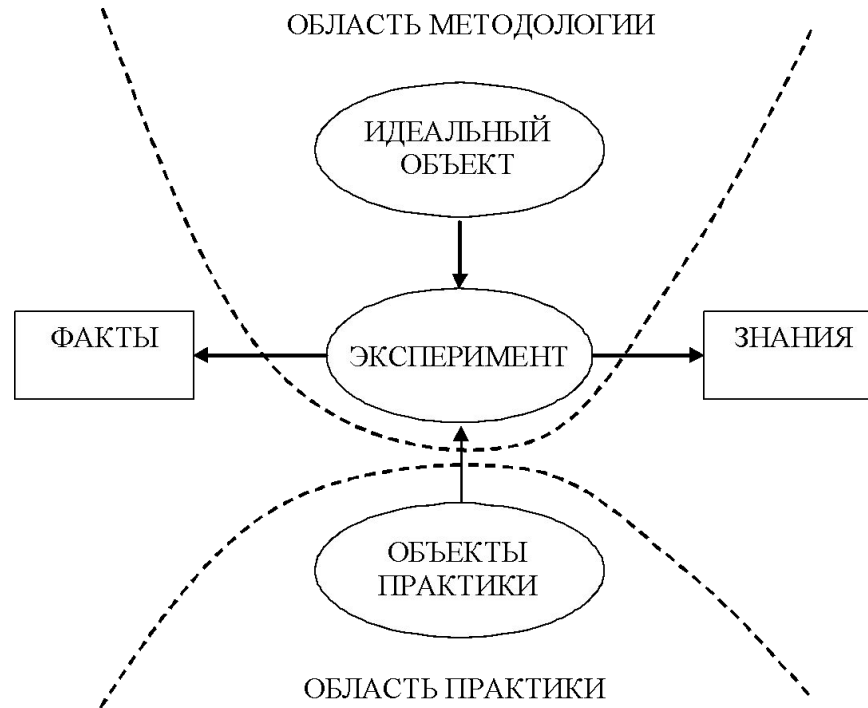 ОБЛАСТЬ МЕТОДОЛОГИИ
ИДЕАЛЬНЫЙ
ОБЪЕКТ
ФАКТЫ
ЭКСПЕРИМЕНТ
ЗНАНИЯ
ОБЪЕКТЫ
ПРАКТИКИ
ОБЛАСТЬ ПРАКТИКИ